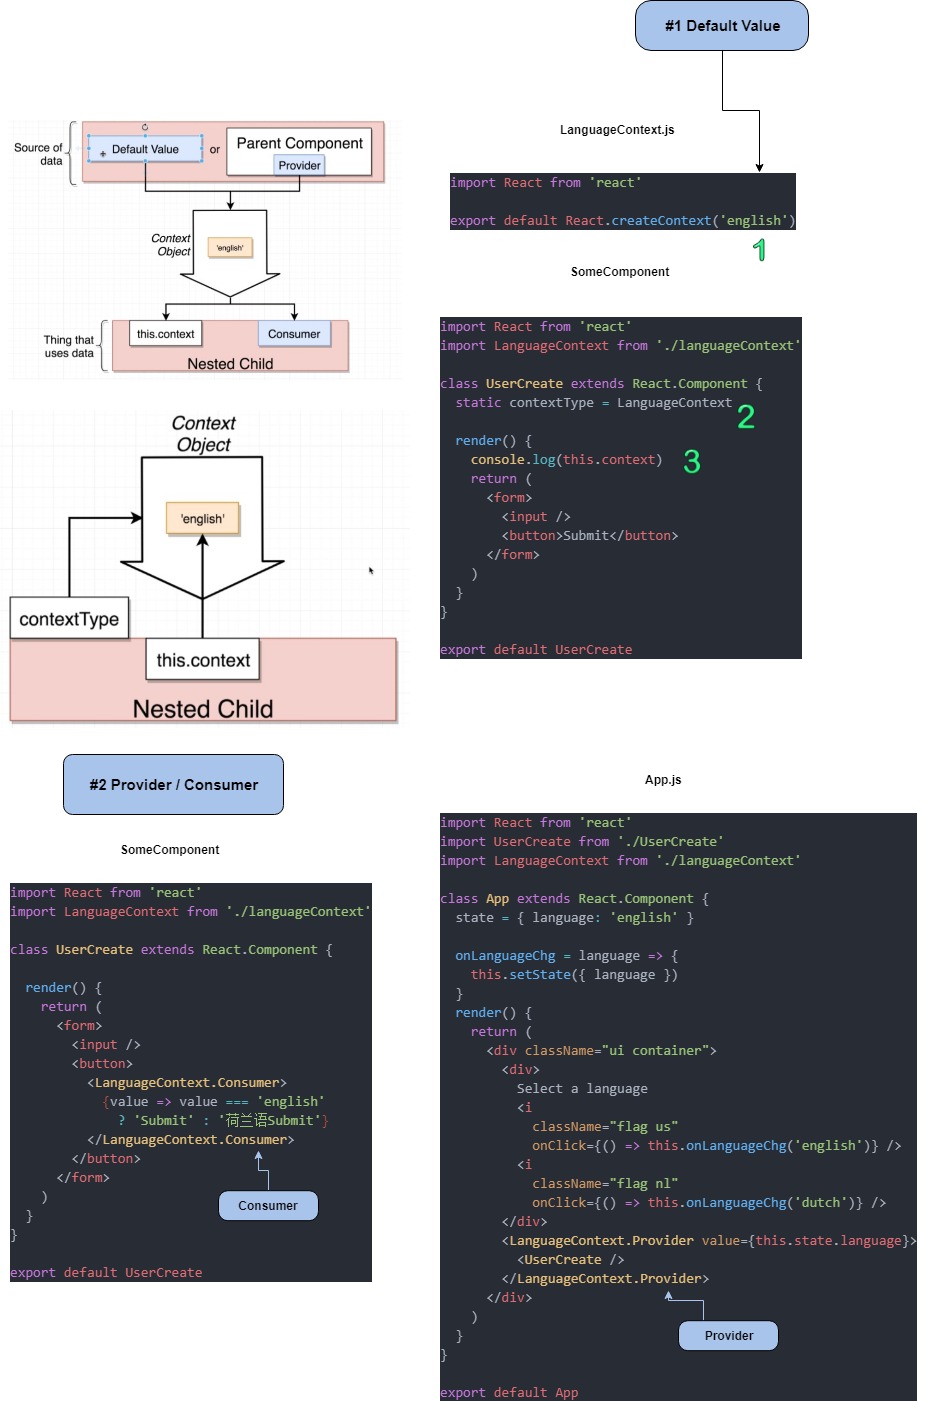 #1 Default Value
LanguageContext.js
import React from 'react'
export default React.createContext('english')
1
Source of
data
Default Value
or
Parent Component
Provider
Context
Object
'english'
this.context
Consumer
Thing that
uses data
Nested Child
SomeComponent
import React from 'react'
import LanguageContext from './languageContext'
class UserCreate extends React.Component {
static contextType = LanguageContext
2
render() {
console.log(this.context)
3
return (
<form>
<input />
<button>Submit</button>
</form>
)
}
}
export default UserCreate
Context
Object
'english'
contextType
this.context
Nested Child
#2 Provider / Consumer
SomeComponent
import React from 'react'
import LanguageContext from './languageContext'
class UserCreate extends React.Component {
render() {
return (
<form>
<input />
<button>
<LanguageContext.Consumer>
{value => value === 'english'
? 'Submit' : '荷兰语Submit'}
</LanguageContext.Consumer>
</button>
</form>
)
}
}
export default UserCreate
Consumer
App.js
import React from 'react'
import UserCreate from './UserCreate'
import LanguageContext from './languageContext'
class App extends React.Component {
state = { language: 'english' }
onLanguageChg = language => {
this.setState({ language })
}
render() {
return (
<div className="ui container">
<div>
Select a language
<i
className="flag us"
onClick={() => this.onLanguageChg('english')} />
<i
className="flag nl"
onClick={() => this.onLanguageChg('dutch')} />
</div>
<LanguageContext.Provider value={this.state.language}>
<UserCreate />
</LanguageContext.Provider>
</div>
)
}
}
export default App
Provider